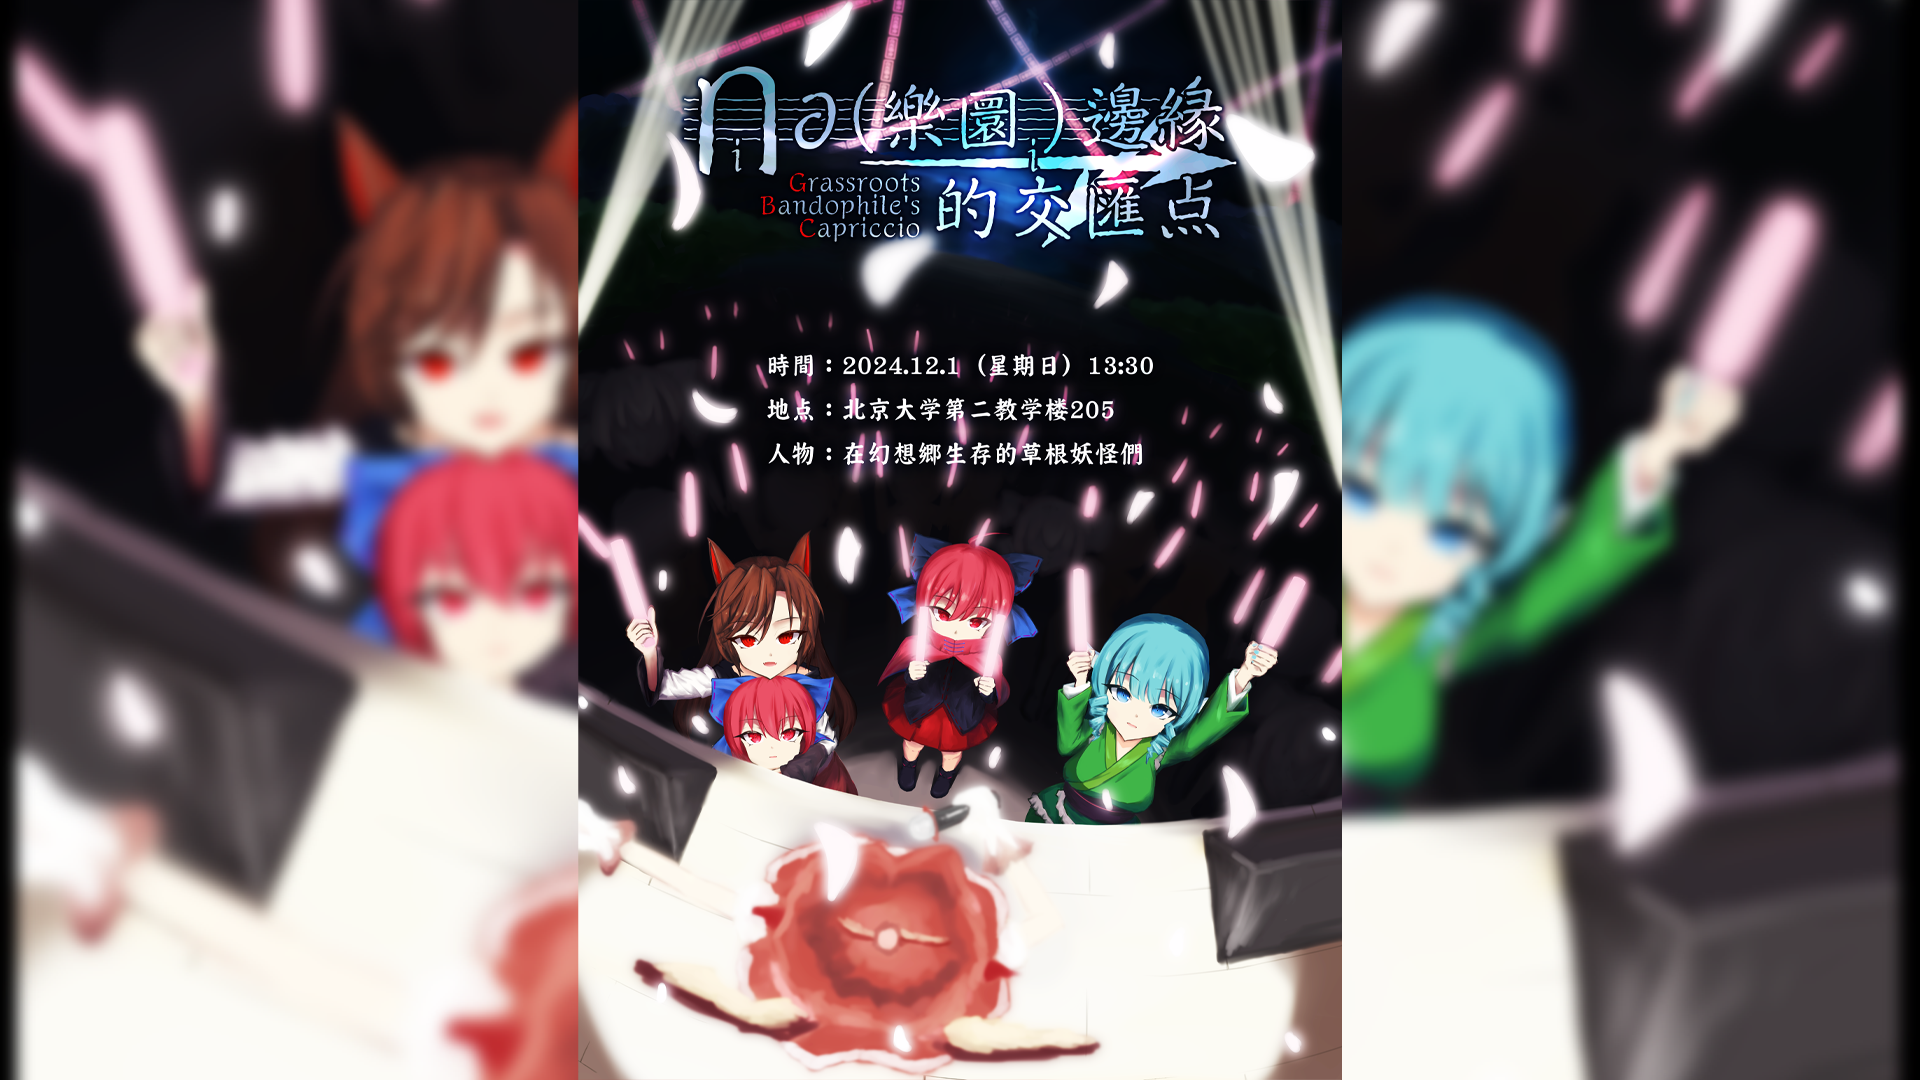 ∩∂(樂園)邊緣
i i
的交匯点
Grassroots
Bandophile's
Capriccio
時間：2024.12.1（星期日）13:30
地点：北京大学第二教学楼205
人物：在幻想郷生存的草根妖怪們